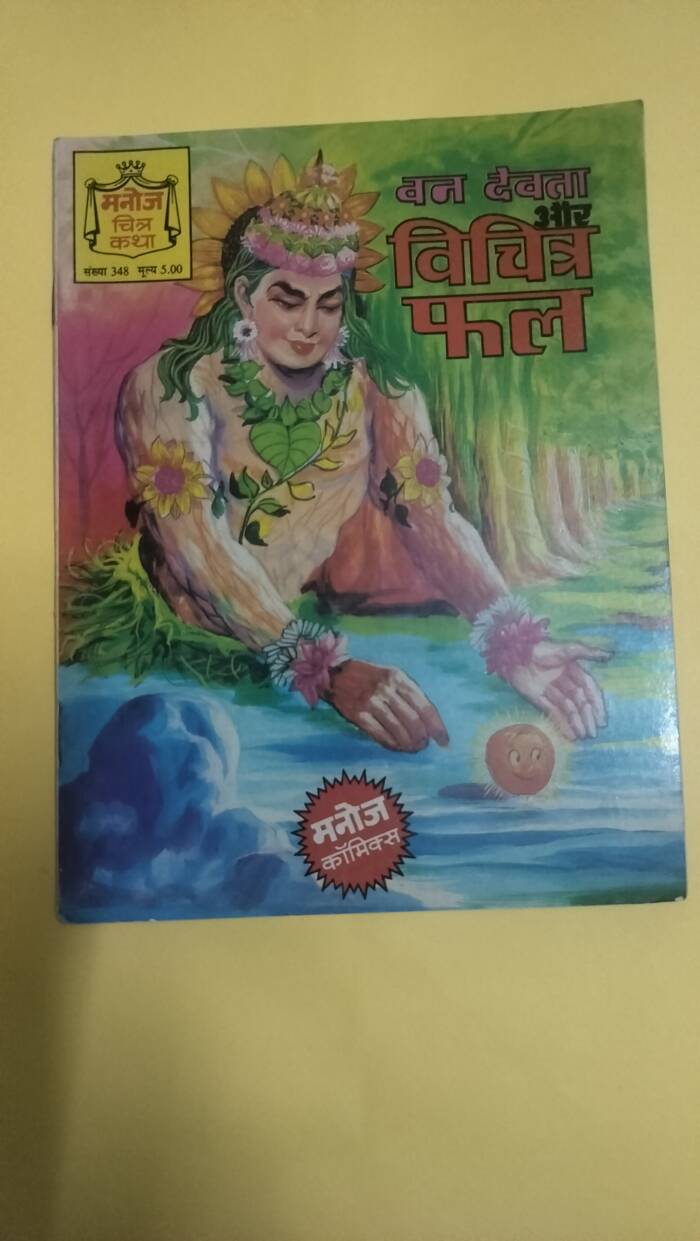 मनोज
चित्र
कथा
संख्या 348 मूल्य 5.00
वन देवता
और
विचित्र
फल
मनोज
कॉमिक्स